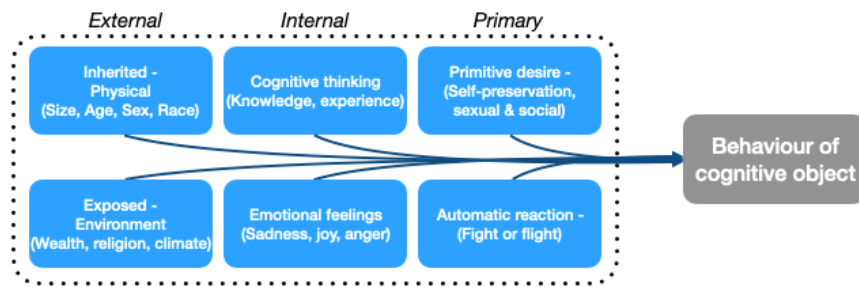 External
Internal
Primary
Inherited -
Physical
(Size, Age, Sex, Race)
Cognitive thinking
(Knowledge, experience)
Primitive desire -
(Self-preservation,
sexual & social)
Behaviour of
cognitive object
Exposed -
Environment
(Wealth, religion, climate)
Emotional feelings
(Sadness, joy, anger)
Automatic reaction -
(Fight or flight)